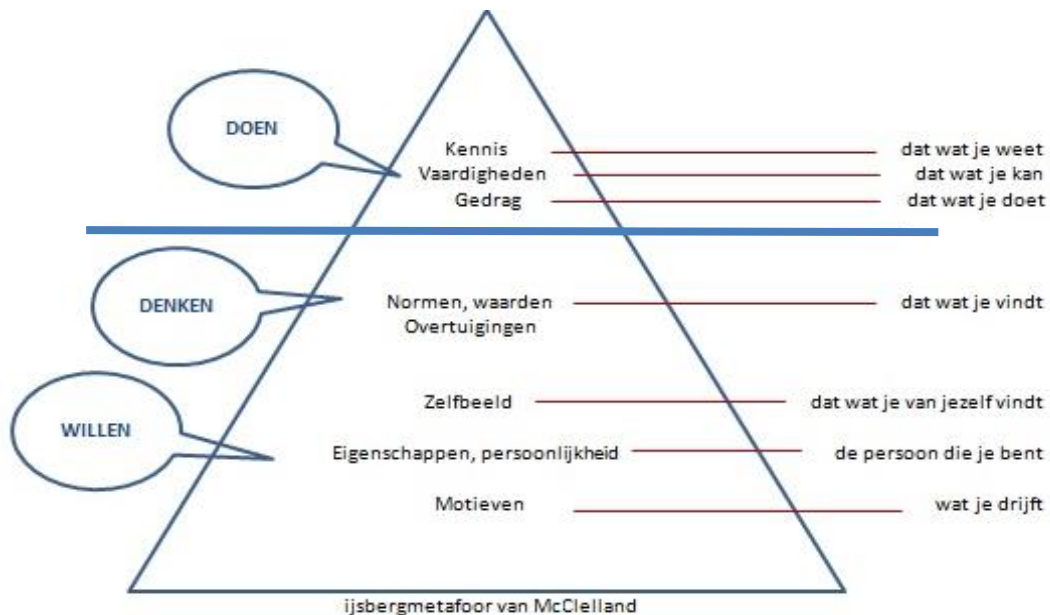 DOEN
Kennis dat wat je weet
Vaardigheden dat wat je kan
Gedrag dat wat je doet
DENKEN
Normen, waarden dat wat je vindt
Overtuigingen
Zelfbeeld dat wat je van jezelf vindt
WILLEN
Eigenschappen, persoonlijkheid de persoon die je bent
Motieven wat je drijft
ijsbergmetafoor van McClelland